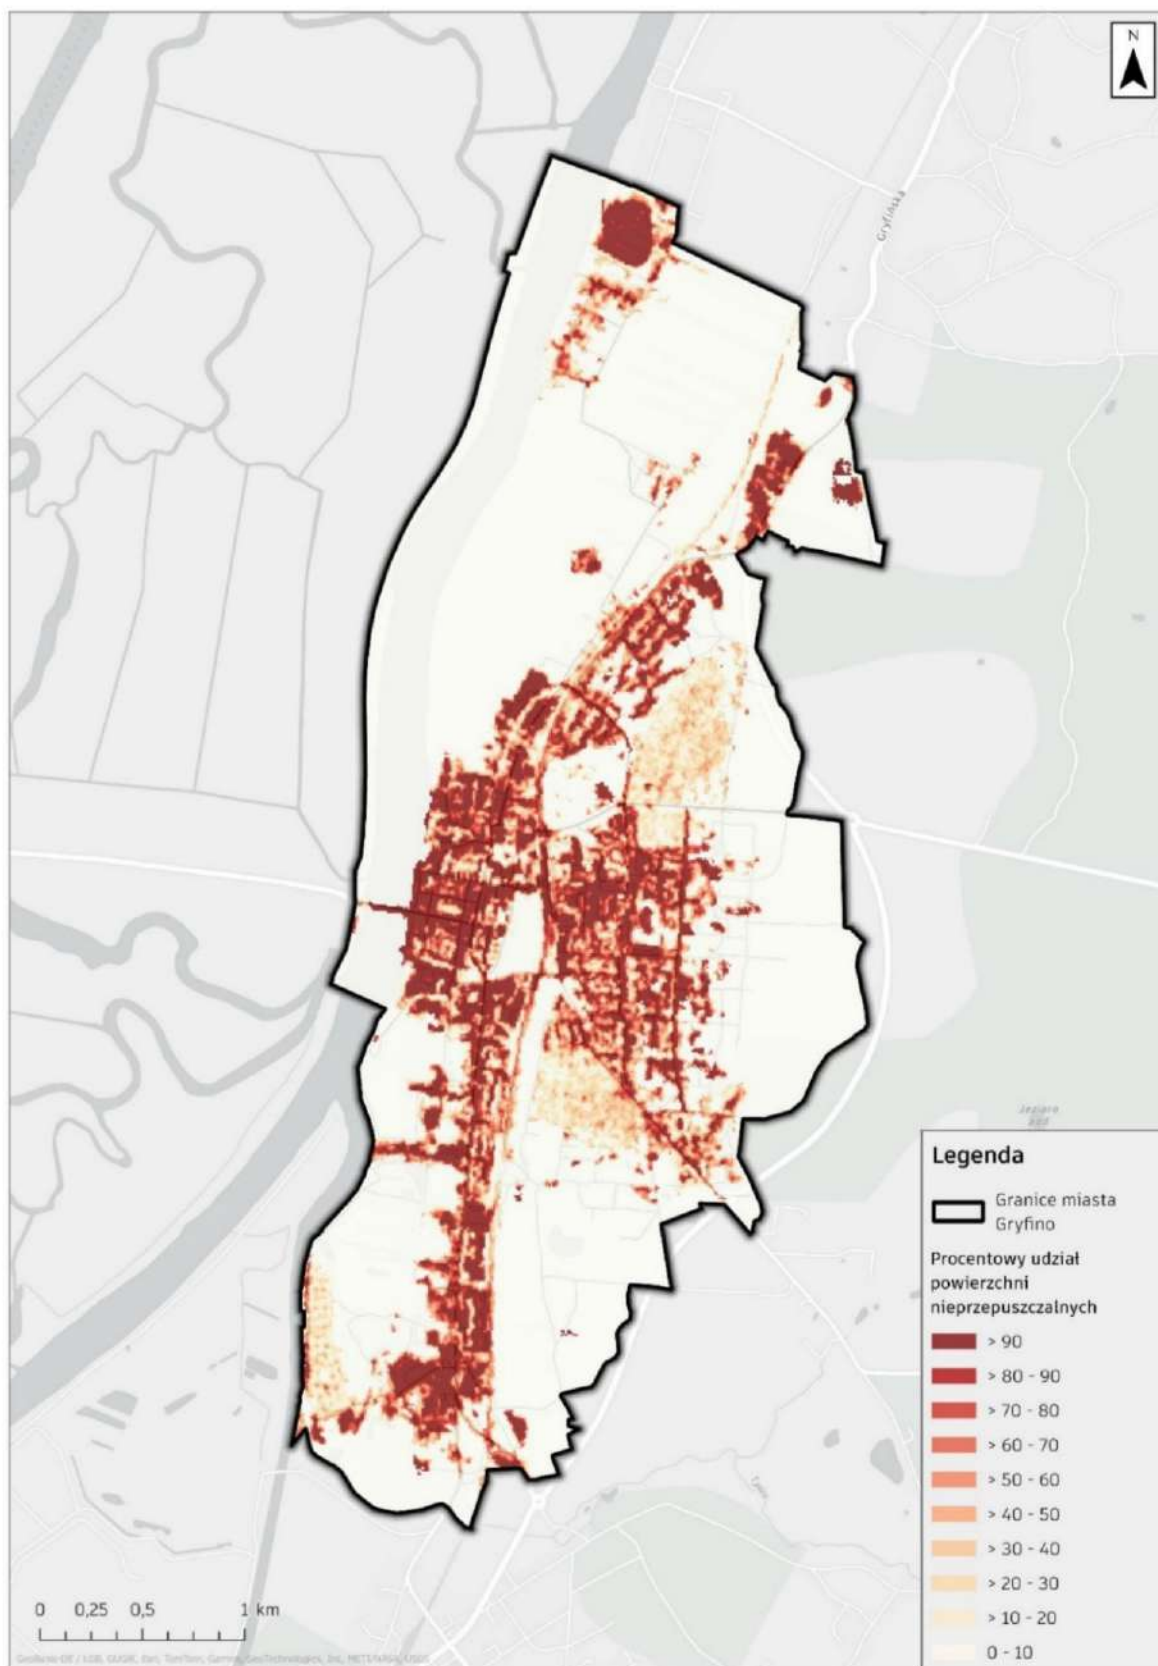 N
Gryfińska
Jezioro
Legenda
Granice miasta
Gryfino
Procentowy udział
powierzchni
nieprzepuszczalnych
> 90
> 80 - 90
> 70 - 80
> 60 - 70
> 50 - 60
> 40 - 50
> 30 - 40
> 20 - 30
> 10 - 20
0 - 10
0 0,25 0,5 1 km